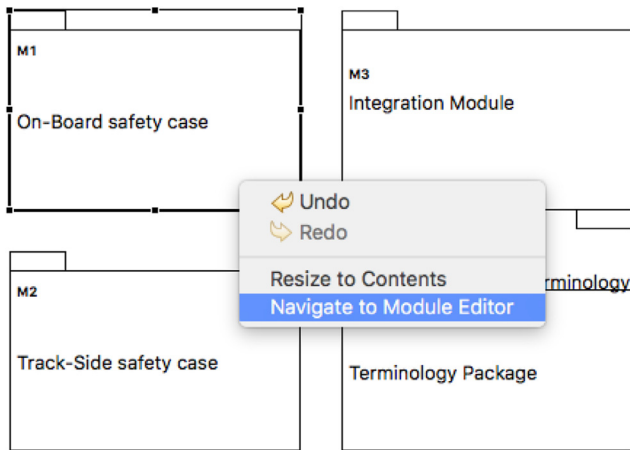 M1
On-Board safety case
M3
Integration Module
Undo
Redo
Resize to Contents
Navigate to Module Editor
M2
Track-Side safety case
Terminology Package